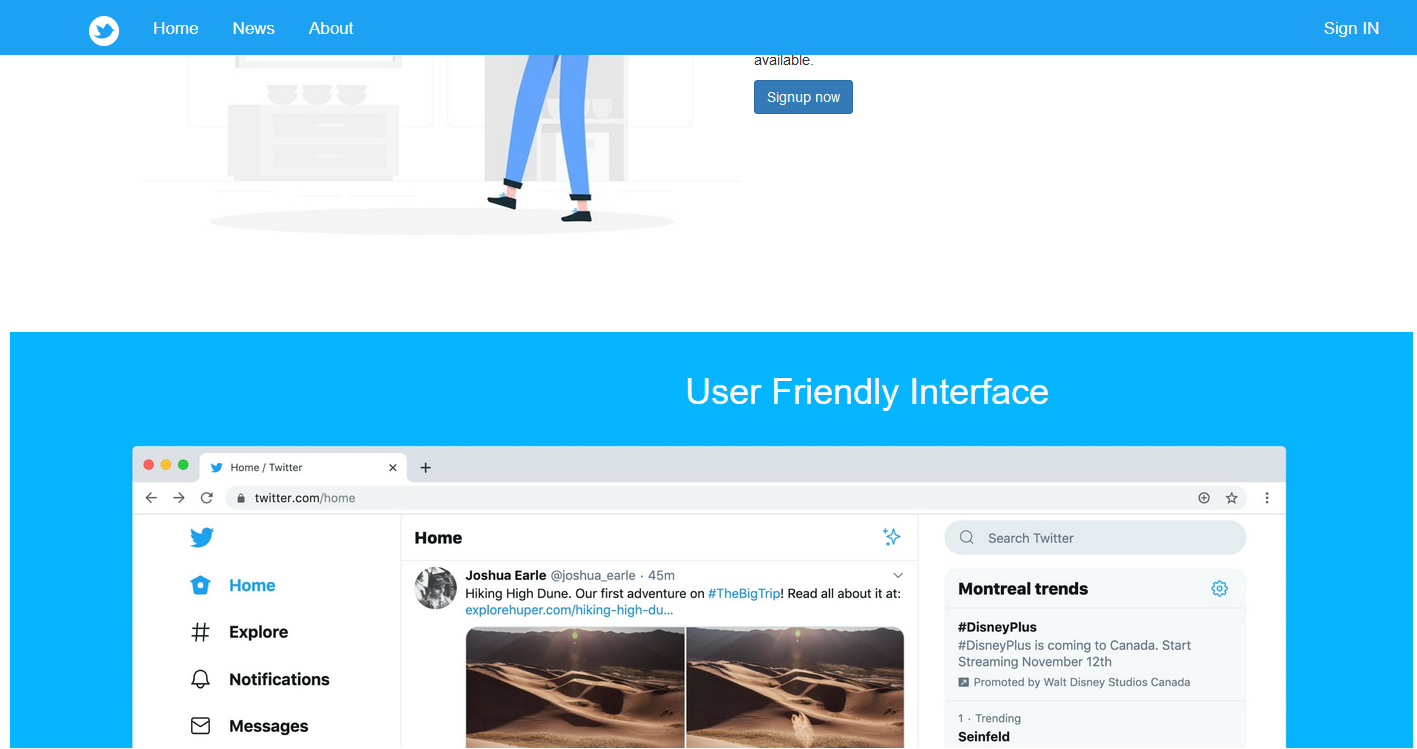 Home News About Sign IN
available.
Signup now
User Friendly Interface
Home / Twitter
twitter.com/home
Home
Explore
Notifications
Messages
Home
Joshua Earle @joshua_earle · 45m
Hiking High Dune. Our first adventure on #TheBigTrip! Read all about it at:
explorehuper.com/hiking-high-du...
Search Twitter
Montreal trends
#DisneyPlus
#DisneyPlus is coming to Canada. Start
Streaming November 12th
Promoted by Walt Disney Studios Canada
1 · Trending
Seinfeld